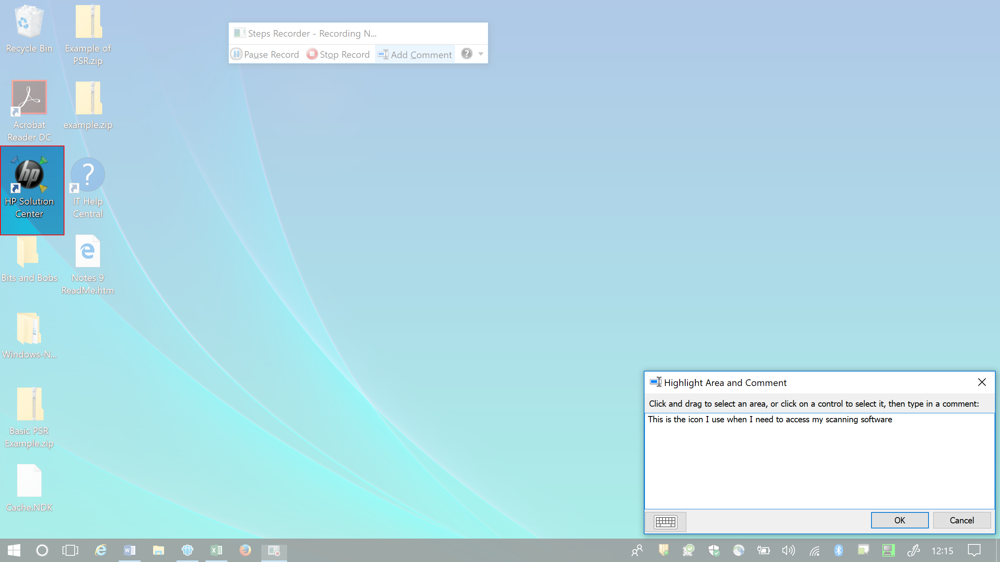 Recycle Bin
Example of
PSR.zip
Steps Recorder - Recording N...
Pause Record
Stop Record
Add Comment
?
Acrobat
Reader DC
example.zip
hp
HP Solution
Center
?
IT Help
Central
Bits and Bobs
e
Notes 9
ReadMe.htm
Windows-N...
Basic PSR
Example.zip
Cache.NDK
Highlight Area and Comment
Click and drag to select an area, or click on a control to select it, then type in a comment:
This is the icon I use when I need to access my scanning software
OK
Cancel
e
W
X
12:15